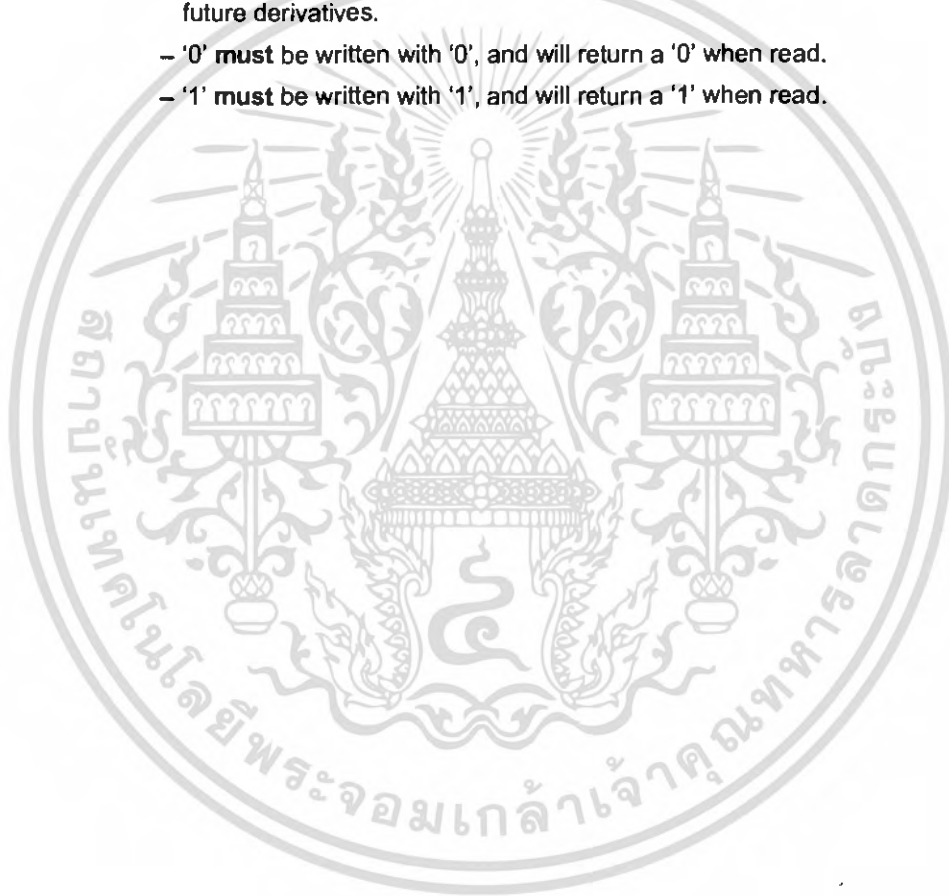 future derivatives.
– ‘0’ must be written with ‘0’, and will return a ‘0’ when read.
– ‘1’ must be written with ‘1’, and will return a ‘1’ when read.
สถาบันเทคโนโลยีพระจอมเกล้าเจ้าคุณทหารลาดกระบัง